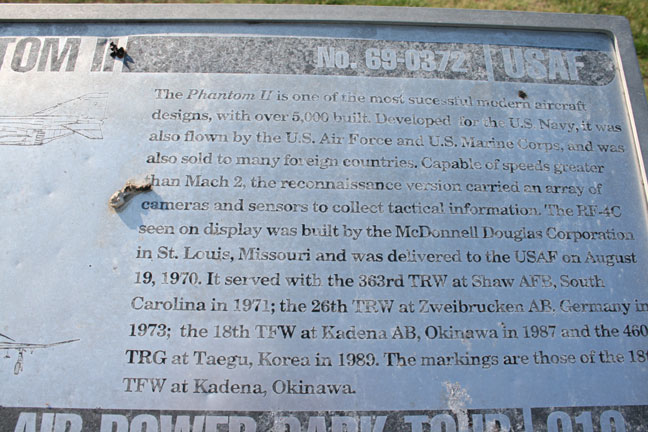 TOM II No. 69-0372 USAF
The Phantom II is one of the most sucessful modern aircraft
designs, with over 5,000 built. Developed for the U.S. Navy, it was
also flown by the U.S. Air Force and U.S. Marine Corps, and was
also sold to many foreign countries. Capable of speeds greater
than Mach 2, the reconnaissance version carried an array of
cameras and sensors to collect tactical information. The RF-4C
seen on display was built by the McDonnell Douglas Corporation
in St. Louis, Missouri and was delivered to the USAF on August
19, 1970. It served with the 363rd TRW at Shaw AFB, South
Carolina in 1971; the 26th TRW at Zweibrucken AB, Germany in
1973; the 18th TFW at Kadena AB, Okinawa in 1987 and the 460
TRG at Taegu, Korea in 1989. The markings are those of the 18t
TFW at Kadena, Okinawa.
AIR POWER PARK TOUR